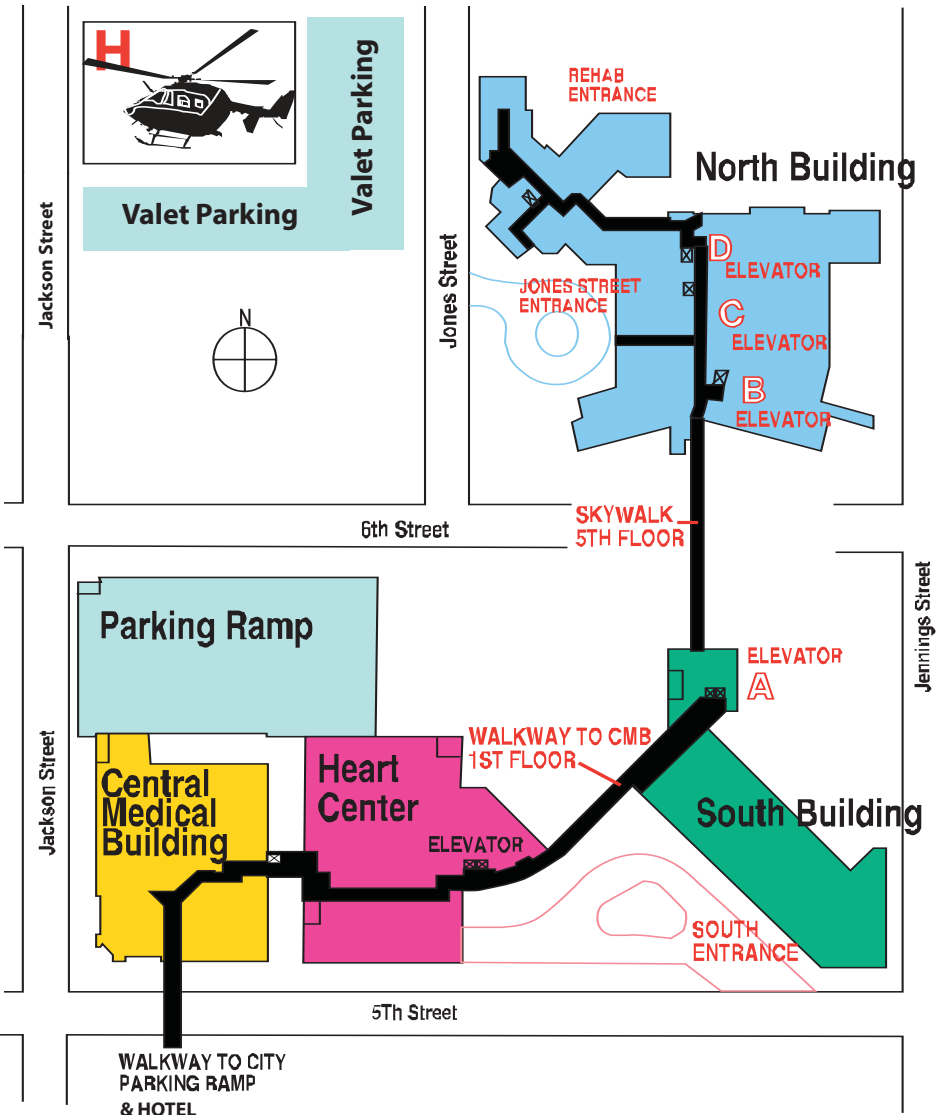 H
Valet Parking
Valet Parking
REHAB
ENTRANCE
North Building
Jackson Street
Jones Street
D
ELEVATOR
JONES STREET
ENTRANCE
C
ELEVATOR
N
B
ELEVATOR
SKYWALK
5TH FLOOR
6th Street
Jennings Street
Parking Ramp
ELEVATOR
A
WALKWAY TO CMB
1ST FLOOR
Jackson Street
Central
Medical
Building
Heart
Center
ELEVATOR
South Building
SOUTH
ENTRANCE
5Th Street
WALKWAY TO CITY
PARKING RAMP
& HOTEL